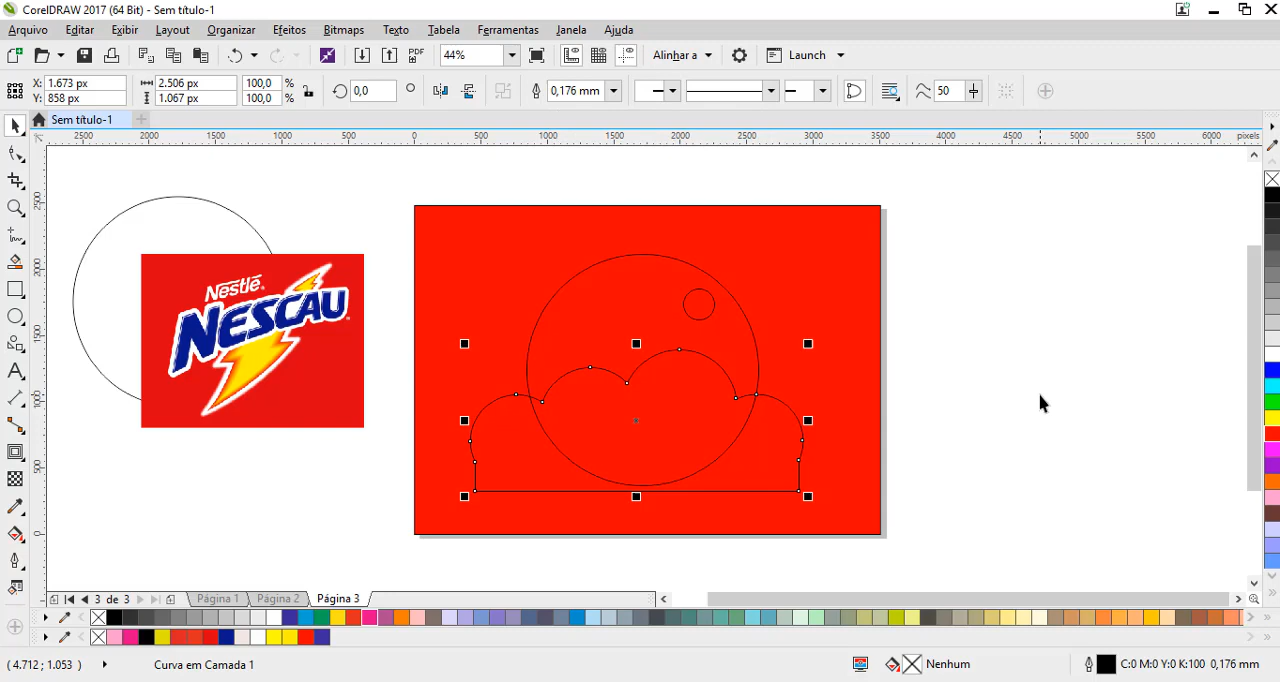 CorelDRAW 2017 (64 Bit) - Sem título-1
Arquivo Editar Exibir Layout Organizar Efeitos Bitmaps Texto Tabela Ferramentas Janela Ajuda
PDF 44% Alinhar a Launch
X: 1.673 px 2.506 px 100,0 % 0,0 0,176 mm 50
Y: 858 px 1.067 px 100,0 %
Sem título-1
2500 2000 1500 1000 500 0 500 1000 1500 2000 2500 3000 3500 4000 4500 5000 5500 6000 pixels
2500
2000
1500
1000
500
0
Nestlé
NESCAU
3 de 3 Página 1 Página 2 Página 3
( 4.712; 1.053 ) Curva em Camada 1 Nenhum C:0 M:0 Y:0 K:100 0,176 mm